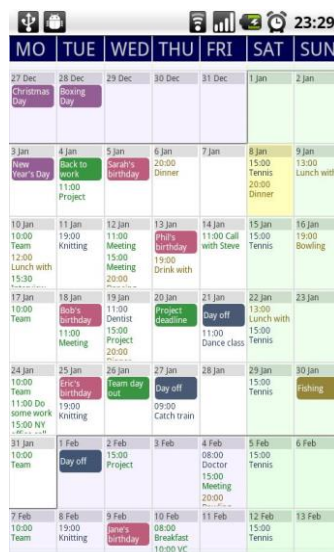 23:29
MO TUE WED THU FRI SAT SUN
27 Dec 28 Dec 29 Dec 30 Dec 31 Dec 1 Jan 2 Jan
Christmas Day
Boxing Day
3 Jan 4 Jan 5 Jan 6 Jan 7 Jan 8 Jan 9 Jan
New Year's Day
Back to work
11:00 Project
Sarah's birthday
20:00 Dinner
15:00 Tennis
20:00 Dinner
13:00 Lunch with
10 Jan 11 Jan 12 Jan 13 Jan 14 Jan 15 Jan 16 Jan
10:00 Team
12:00 Lunch with
15:30 Interview
19:00 Knitting
11:00 Meeting
15:00 Meeting
20:00
Phil's birthday
19:00 Drink with
11:00 Call with Steve
15:00 Tennis
19:00 Bowling
17 Jan 18 Jan 19 Jan 20 Jan 21 Jan 22 Jan 23 Jan
10:00 Team
Bob's birthday
11:00 Meeting
11:00 Dentist
15:00 Project
20:00
Project deadline
Day off
11:00 Dance class
13:00 Lunch with
15:00 Tennis
24 Jan 25 Jan 26 Jan 27 Jan 28 Jan 29 Jan 30 Jan
10:00 Team
11:00 Do some work
15:00 NY
Eric's birthday
19:00 Knitting
Team day out
Day off
09:00 Catch train
15:00 Tennis
Fishing
31 Jan 1 Feb 2 Feb 3 Feb 4 Feb 5 Feb 6 Feb
10:00 Team
Day off
15:00 Project
08:00 Doctor
15:00 Meeting
20:00
15:00 Tennis
7 Feb 8 Feb 9 Feb 10 Feb 11 Feb 12 Feb 13 Feb
10:00 Team
19:00 Knitting
Jane's birthday
08:00 Breakfast
10:00 VC
15:00 Tennis